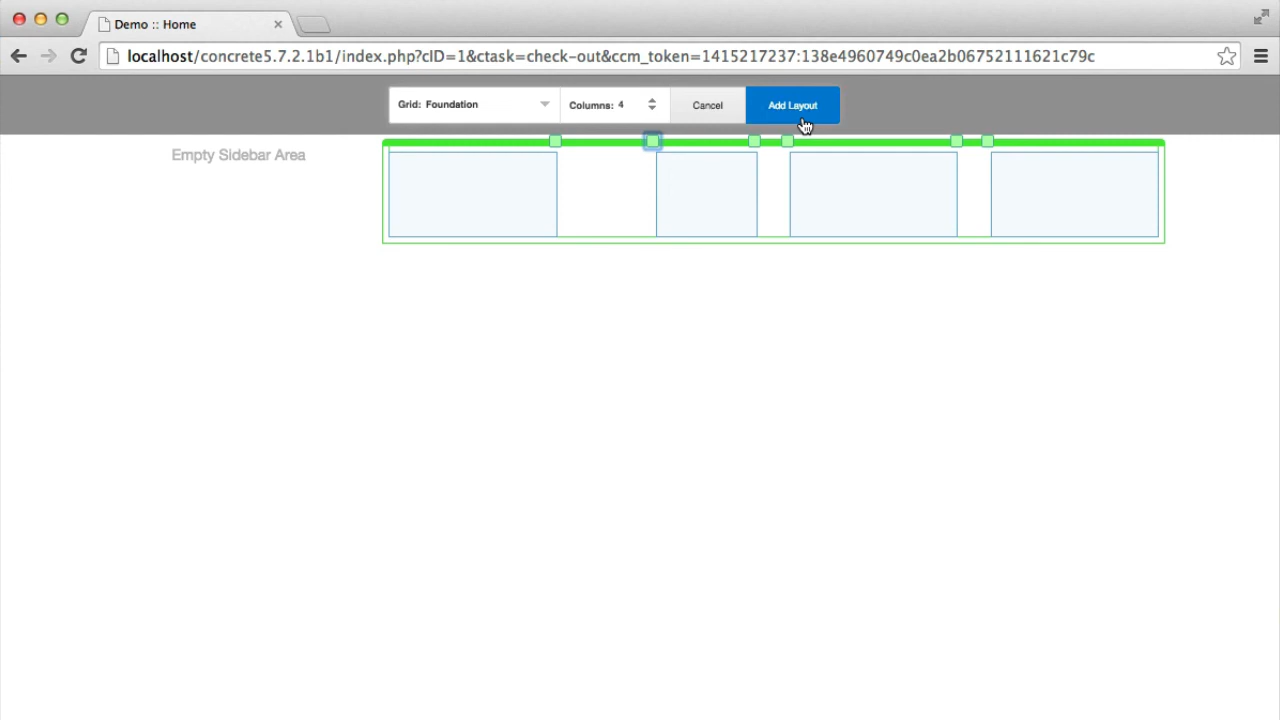 Demo :: Home
localhost/concrete5.7.2.1b1/index.php?cID=1&ctask=check-out&ccm_token=1415217237:138e4960749c0ea2b06752111621c79c
Grid: Foundation Columns: 4 Cancel Add Layout
Empty Sidebar Area